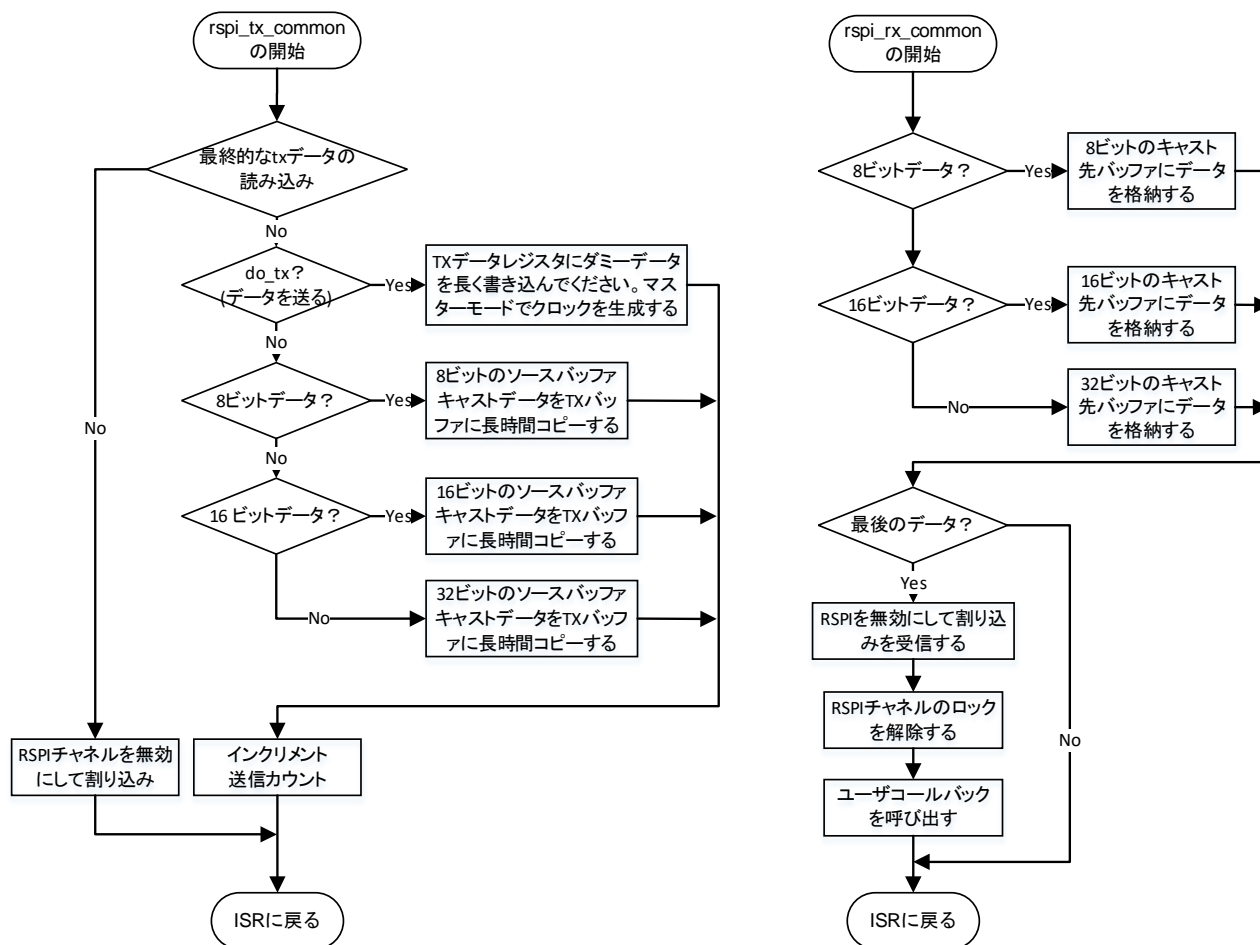 rspi_tx_common
の開始
最終的なtxデータの
読み込み
No
do_tx?
(データを送る)
Yes
TXデータレジスタにダミーデータ
を長く書き込んでください。マス
ターモードでクロックを生成する
No
8ビットデータ?
Yes
8ビットのソースバッファ
キャストデータをTXバッ
ファに長時間コピーする
No
No
16 ビットデータ?
Yes
16ビットのソースバッファ
キャストデータをTXバッフ
ァに長時間コピーする
No
32ビットのソースバッファ
キャストデータをTXバッフ
ァに長時間コピーする
RSPIチャネルを無効
にして割り込み
インクリメント
送信カウント
ISRに戻る
rspi_rx_common
の開始
8ビットデータ?
Yes
8ビットのキャスト
先バッファにデータ
を格納する
16ビットデータ?
Yes
16ビットのキャスト
先バッファにデータ
を格納する
No
32ビットのキャスト
先バッファにデータ
を格納する
最後のデータ?
Yes
RSPIを無効にして割り込
みを受信する
RSPIチャネルのロック
を解除する
No
ユーザコールバック
を呼び出す
ISRに戻る